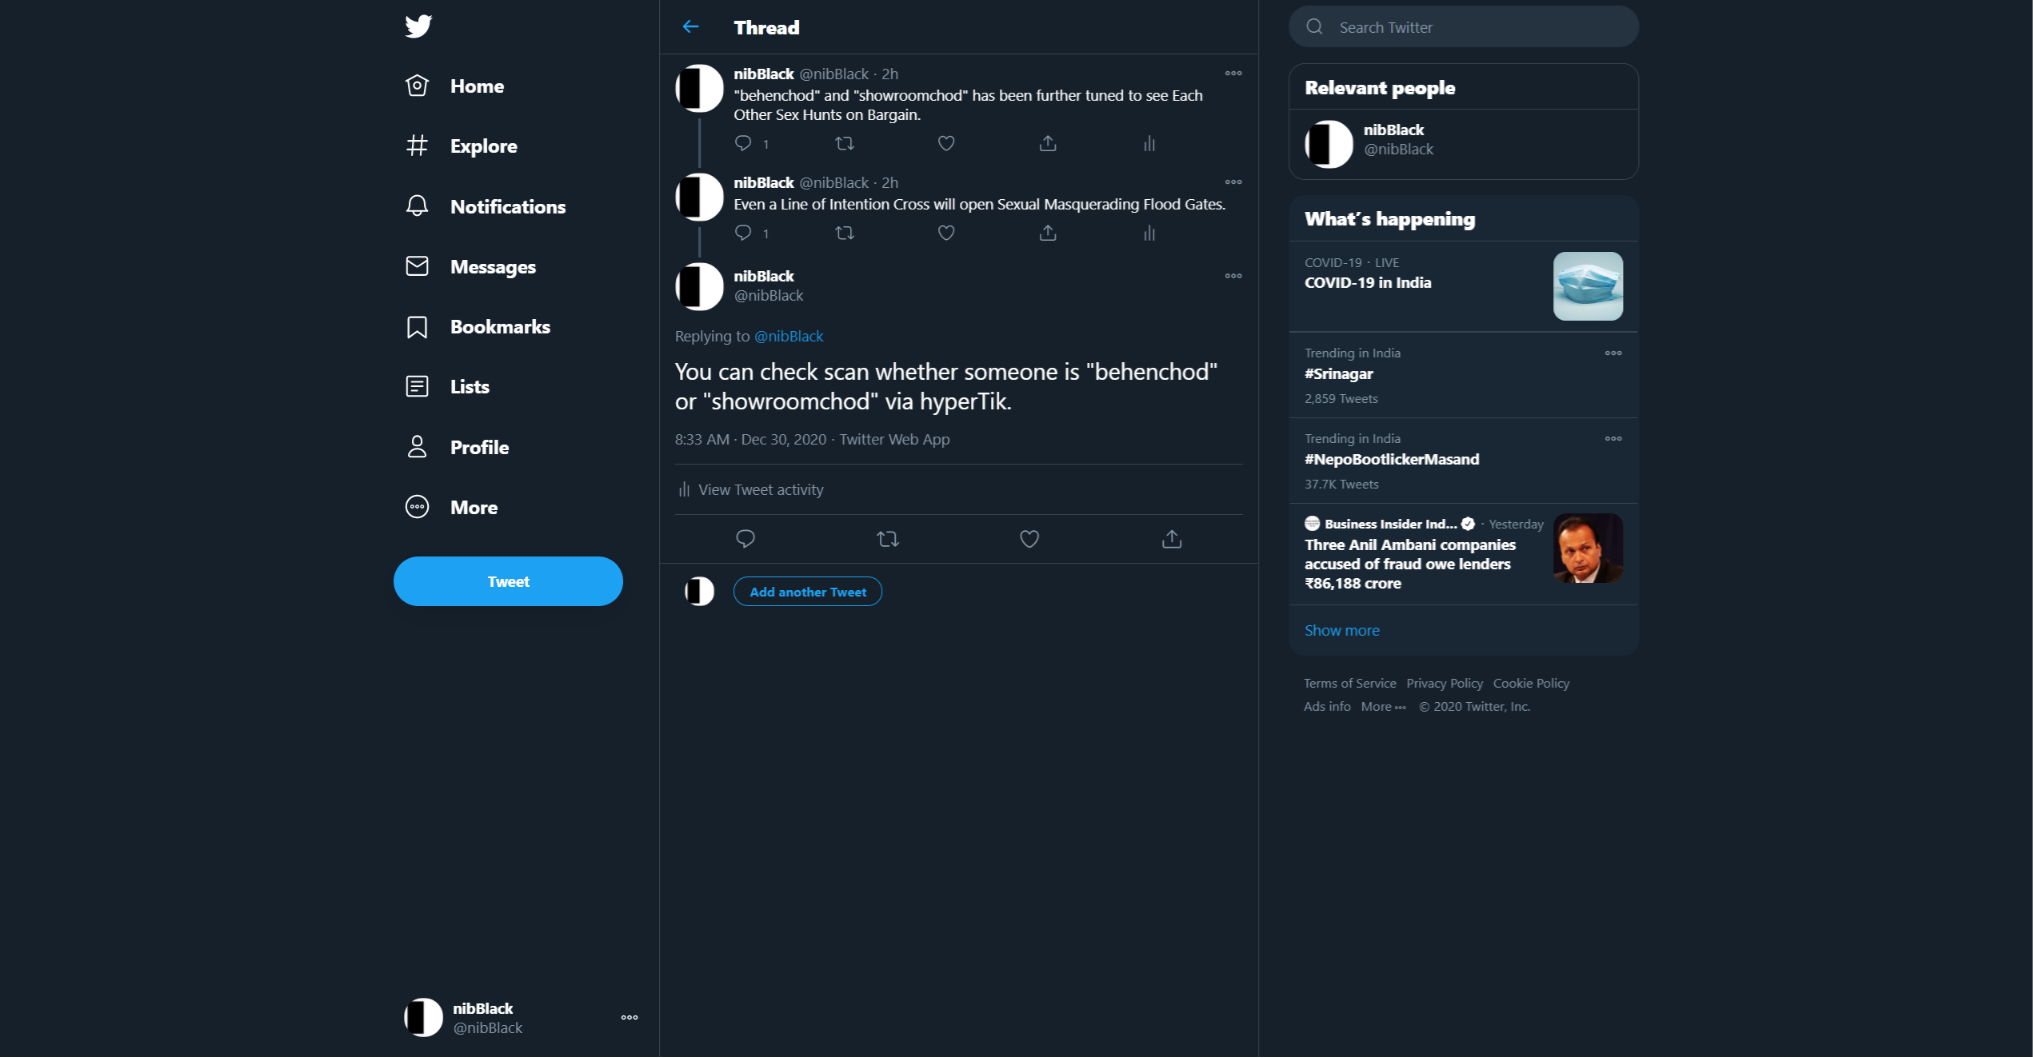 Home
Explore
Notifications
Messages
Bookmarks
Lists
Profile
More
Tweet
nibBlack
@nibBlack
Thread
nibBlack @nibBlack · 2h
"behenchod" and "showroomchod" has been further tuned to see Each
Other Sex Hunts on Bargain.
1
nibBlack @nibBlack · 2h
Even a Line of Intention Cross will open Sexual Masquerading Flood Gates.
1
nibBlack
@nibBlack
Replying to @nibBlack
You can check scan whether someone is "behenchod"
or "showroomchod" via hyperTik.
8:33 AM · Dec 30, 2020 · Twitter Web App
View Tweet activity
Add another Tweet
Search Twitter
Relevant people
nibBlack
@nibBlack
What's happening
COVID-19 · LIVE
COVID-19 in India
Trending in India
#Srinagar
2,859 Tweets
Trending in India
#NepoBootlickerMasand
37.7K Tweets
Business Insider Ind... · Yesterday
Three Anil Ambani companies
accused of fraud owe lenders
₹86,188 crore
Show more
Terms of Service Privacy Policy Cookie Policy
Ads info More ··· © 2020 Twitter, Inc.